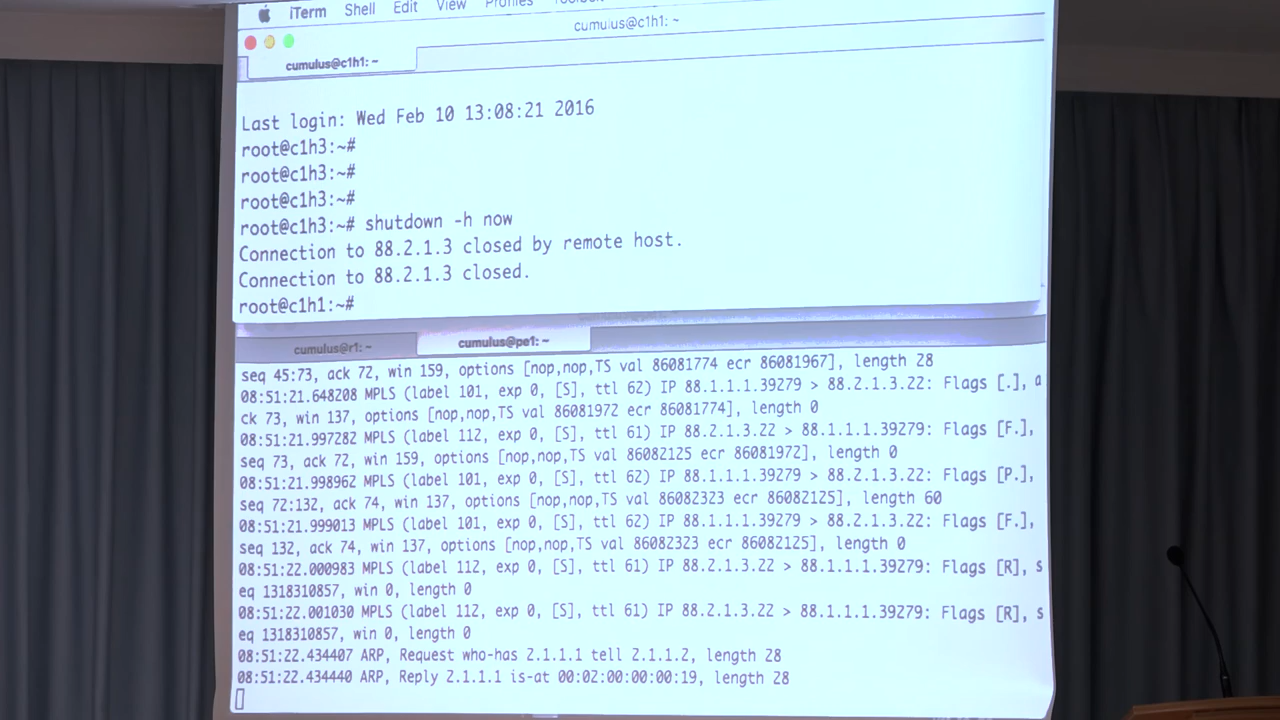 iTerm Shell Edit View Profiles
cumulus@c1h1: ~
cumulus@c1h1: ~
Last login: Wed Feb 10 13:08:21 2016
root@c1h3:~#
root@c1h3:~#
root@c1h3:~#
root@c1h3:~# shutdown -h now
Connection to 88.2.1.3 closed by remote host.
Connection to 88.2.1.3 closed.
root@c1h1:~#
cumulus@r1: ~ cumulus@pe1: ~
seq 45:73, ack 72, win 159, options [nop,nop,TS val 86081774 ecr 86081967], length 28
08:51:21.648208 MPLS (label 101, exp 0, [S], ttl 62) IP 88.1.1.1.39279 > 88.2.1.3.22: Flags [.], a
ck 73, win 137, options [nop,nop,TS val 86081972 ecr 86081774], length 0
08:51:21.997282 MPLS (label 112, exp 0, [S], ttl 61) IP 88.2.1.3.22 > 88.1.1.1.39279: Flags [F.],
seq 73, ack 72, win 159, options [nop,nop,TS val 86082125 ecr 86081972], length 0
08:51:21.998962 MPLS (label 101, exp 0, [S], ttl 62) IP 88.1.1.1.39279 > 88.2.1.3.22: Flags [P.],
seq 72:132, ack 74, win 137, options [nop,nop,TS val 86082323 ecr 86082125], length 60
08:51:21.999013 MPLS (label 101, exp 0, [S], ttl 62) IP 88.1.1.1.39279 > 88.2.1.3.22: Flags [F.],
seq 132, ack 74, win 137, options [nop,nop,TS val 86082323 ecr 86082125], length 0
08:51:22.000983 MPLS (label 112, exp 0, [S], ttl 61) IP 88.2.1.3.22 > 88.1.1.1.39279: Flags [R], s
eq 1318310857, win 0, length 0
08:51:22.001030 MPLS (label 112, exp 0, [S], ttl 61) IP 88.2.1.3.22 > 88.1.1.1.39279: Flags [R], s
eq 1318310857, win 0, length 0
08:51:22.434407 ARP, Request who-has 2.1.1.1 tell 2.1.1.2, length 28
08:51:22.434440 ARP, Reply 2.1.1.1 is-at 00:02:00:00:00:19, length 28